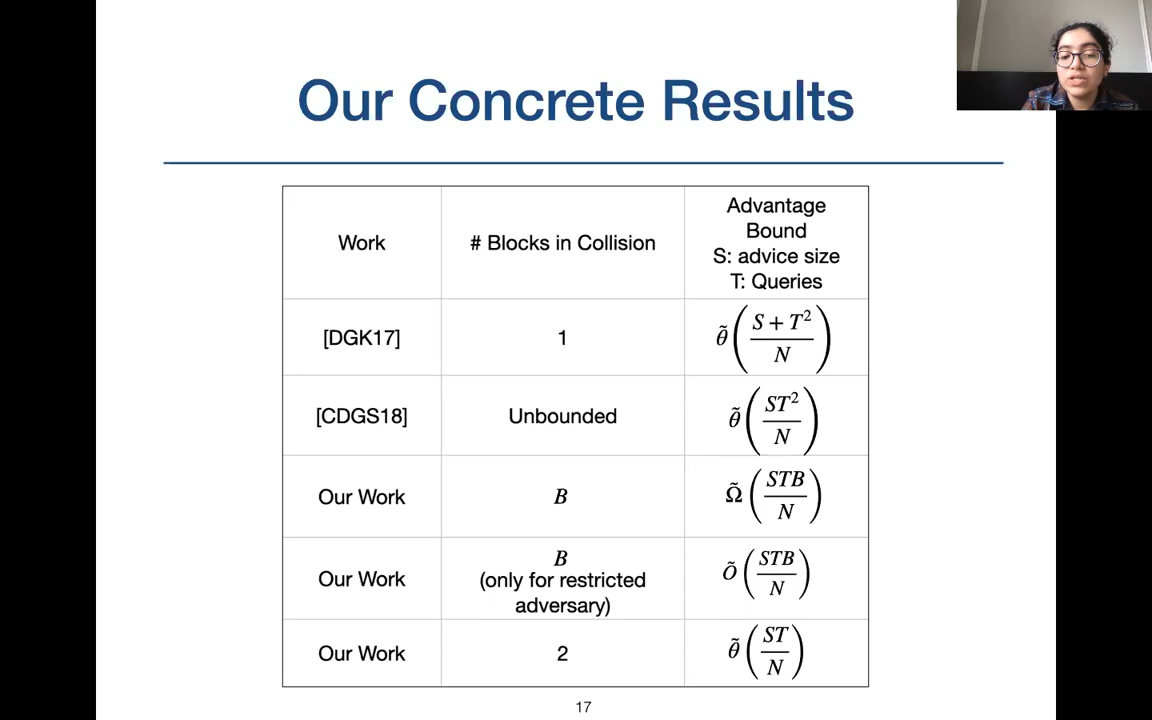 Our Concrete Results
Work
# Blocks in Collision
Advantage
Bound
S: advice size
T: Queries
[DGK17]
1
θ̃(S + T² / N)
[CDGS18]
Unbounded
θ̃(ST² / N)
Our Work
B
Ω̃(STB / N)
Our Work
B
(only for restricted
adversary)
Õ(STB / N)
Our Work
2
θ̃(ST / N)
17